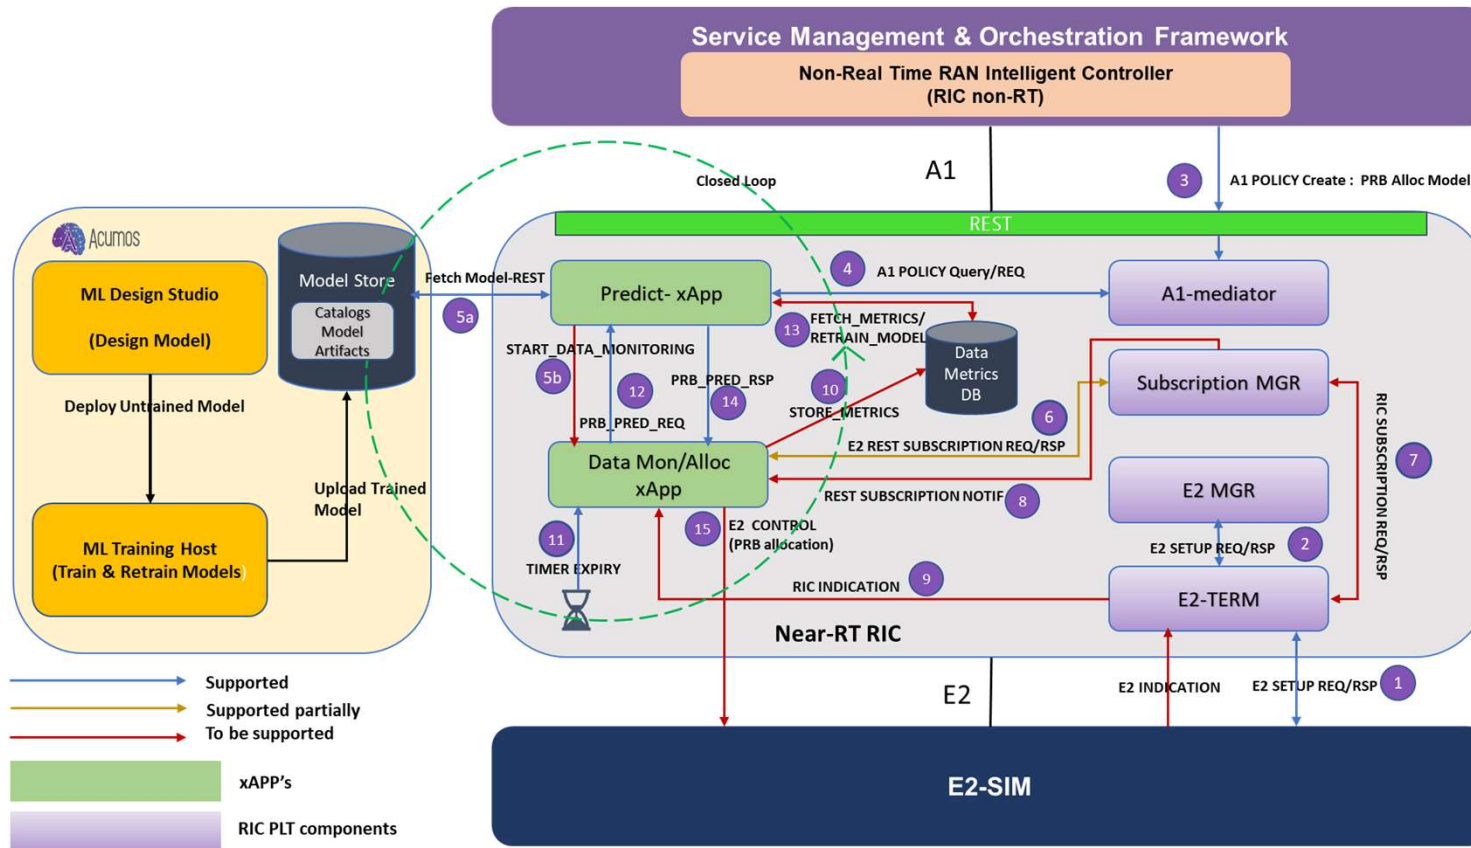 Service Management & Orchestration Framework
Non-Real Time RAN Intelligent Controller
(RIC non-RT)
A1
3
A1 POLICY Create :  PRB Alloc Model
Closed Loop
REST
Acumos
ML Design Studio
(Design Model)
Model Store
Catalogs
Model
Artifacts
Fetch Model-REST
5a
Predict- xApp
4
A1 POLICY Query/REQ
A1-mediator
13
FETCH_METRICS/
RETRAIN_MODEL
START_DATA_MONITORING
5b
12
PRB_PRED_RSP
14
PRB_PRED_REQ
10
STORE_METRICS
Data
Metrics
DB
Subscription MGR
6
E2 REST SUBSCRIPTION REQ/RSP
RIC SUBSCRIPTION REQ/RSP
7
Deploy Untrained Model
Data Mon/Alloc
xApp
REST SUBSCRIPTION NOTIF
8
E2 MGR
Upload Trained
Model
ML Training Host
(Train & Retrain Models)
11
TIMER EXPIRY
15
E2  CONTROL
(PRB allocation)
E2 SETUP REQ/RSP
2
RIC INDICATION
9
E2-TERM
Near-RT RIC
E2
E2 INDICATION
E2 SETUP REQ/RSP
1
Supported
Supported partially
To be supported
xAPP's
RIC PLT components
E2-SIM